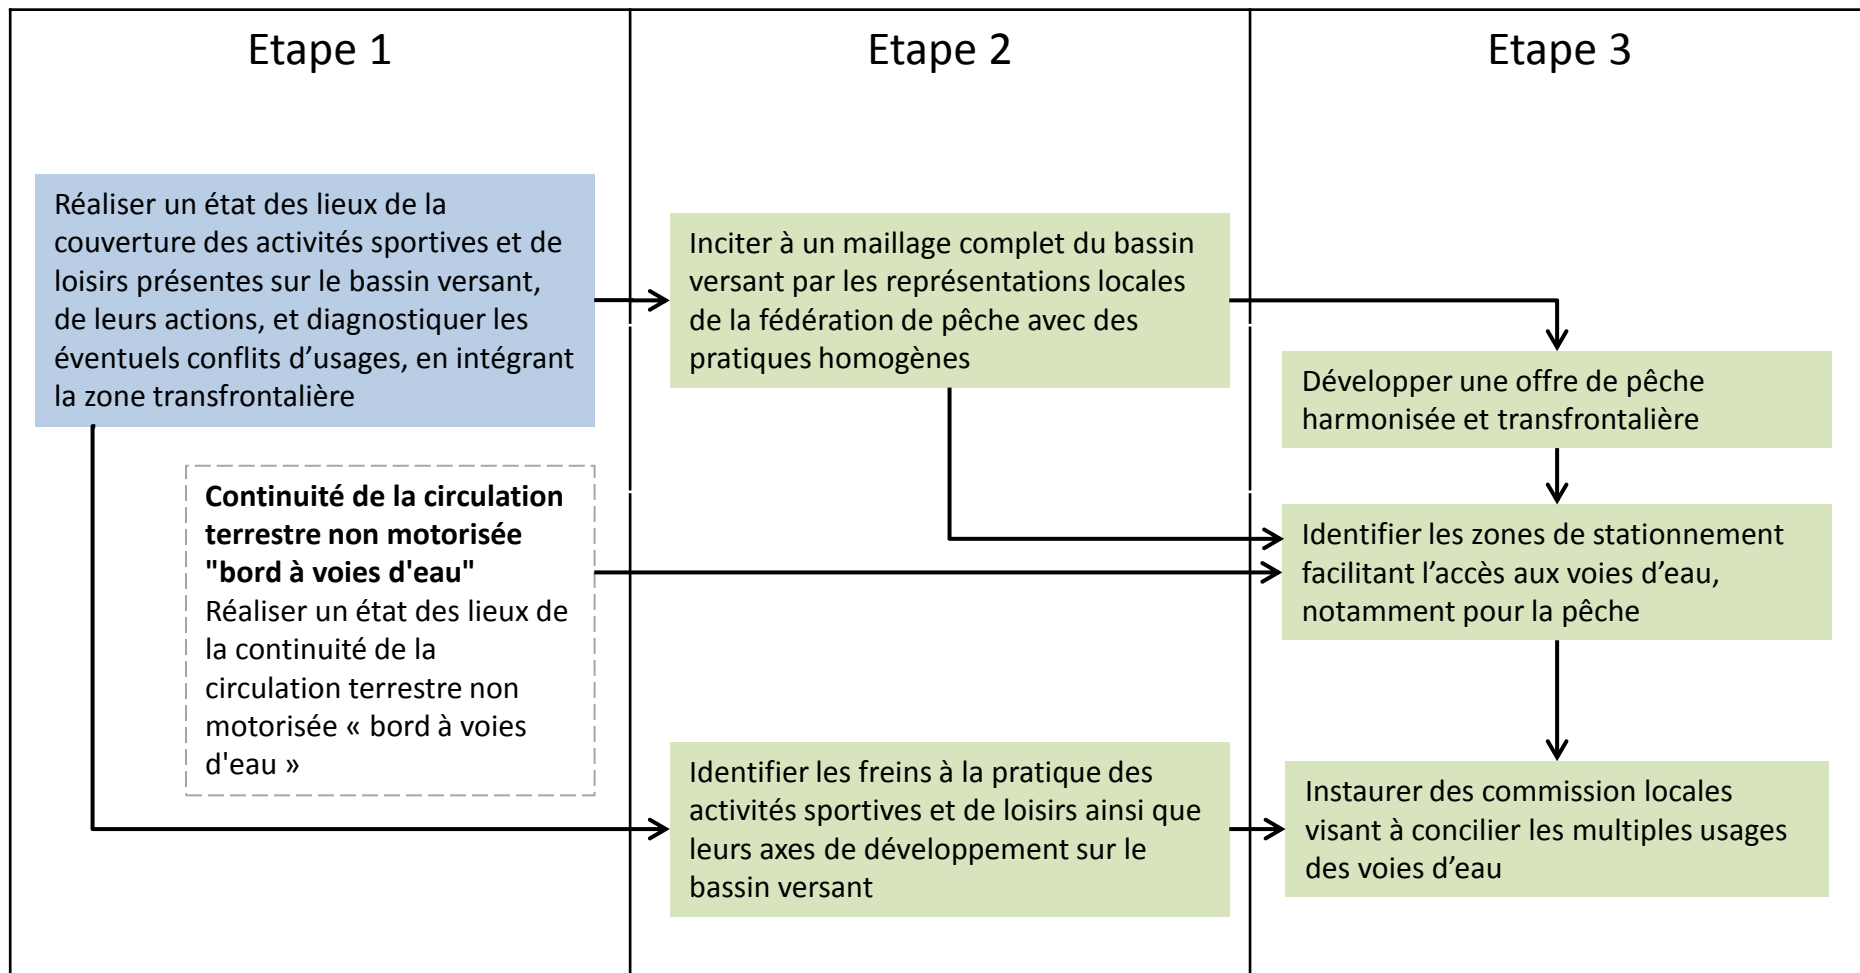 Etape 1
Etape 2
Etape 3
Réaliser un état des lieux de la
couverture des activités sportives et de
loisirs présentes sur le bassin versant,
de leurs actions, et diagnostiquer les
éventuels conflits d’usages, en intégrant
la zone transfrontalière
Continuité de la circulation
terrestre non motorisée
"bord à voies d'eau"
Réaliser un état des lieux de
la continuité de la
circulation terrestre non
motorisée « bord à voies
d'eau »
Inciter à un maillage complet du bassin
versant par les représentations locales
de la fédération de pêche avec des
pratiques homogènes
Identifier les freins à la pratique des
activités sportives et de loisirs ainsi que
leurs axes de développement sur le
bassin versant
Développer une offre de pêche
harmonisée et transfrontalière
Identifier les zones de stationnement
facilitant l’accès aux voies d’eau,
notamment pour la pêche
Instaurer des commission locales
visant à concilier les multiples usages
des voies d’eau